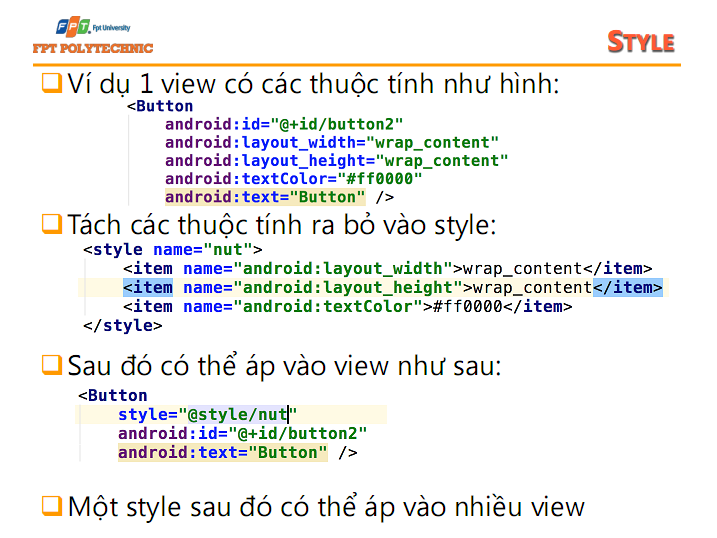 FPT. Fpt University
FPT POLYTECHNIC
STYLE
Ví dụ 1 view có các thuộc tính như hình:
<Button
android:id="@+id/button2"
android:layout_width="wrap_content"
android:layout_height="wrap_content"
android:textColor="#ff0000"
android:text="Button" />
Tách các thuộc tính ra bỏ vào style:
<style name="nut">
<item name="android:layout_width">wrap_content</item>
<item name="android:layout_height">wrap_content</item>
<item name="android:textColor">#ff0000</item>
</style>
Sau đó có thể áp vào view như sau:
<Button
style="@style/nut"
android:id="@+id/button2"
android:text="Button" />
Một style sau đó có thể áp vào nhiều view